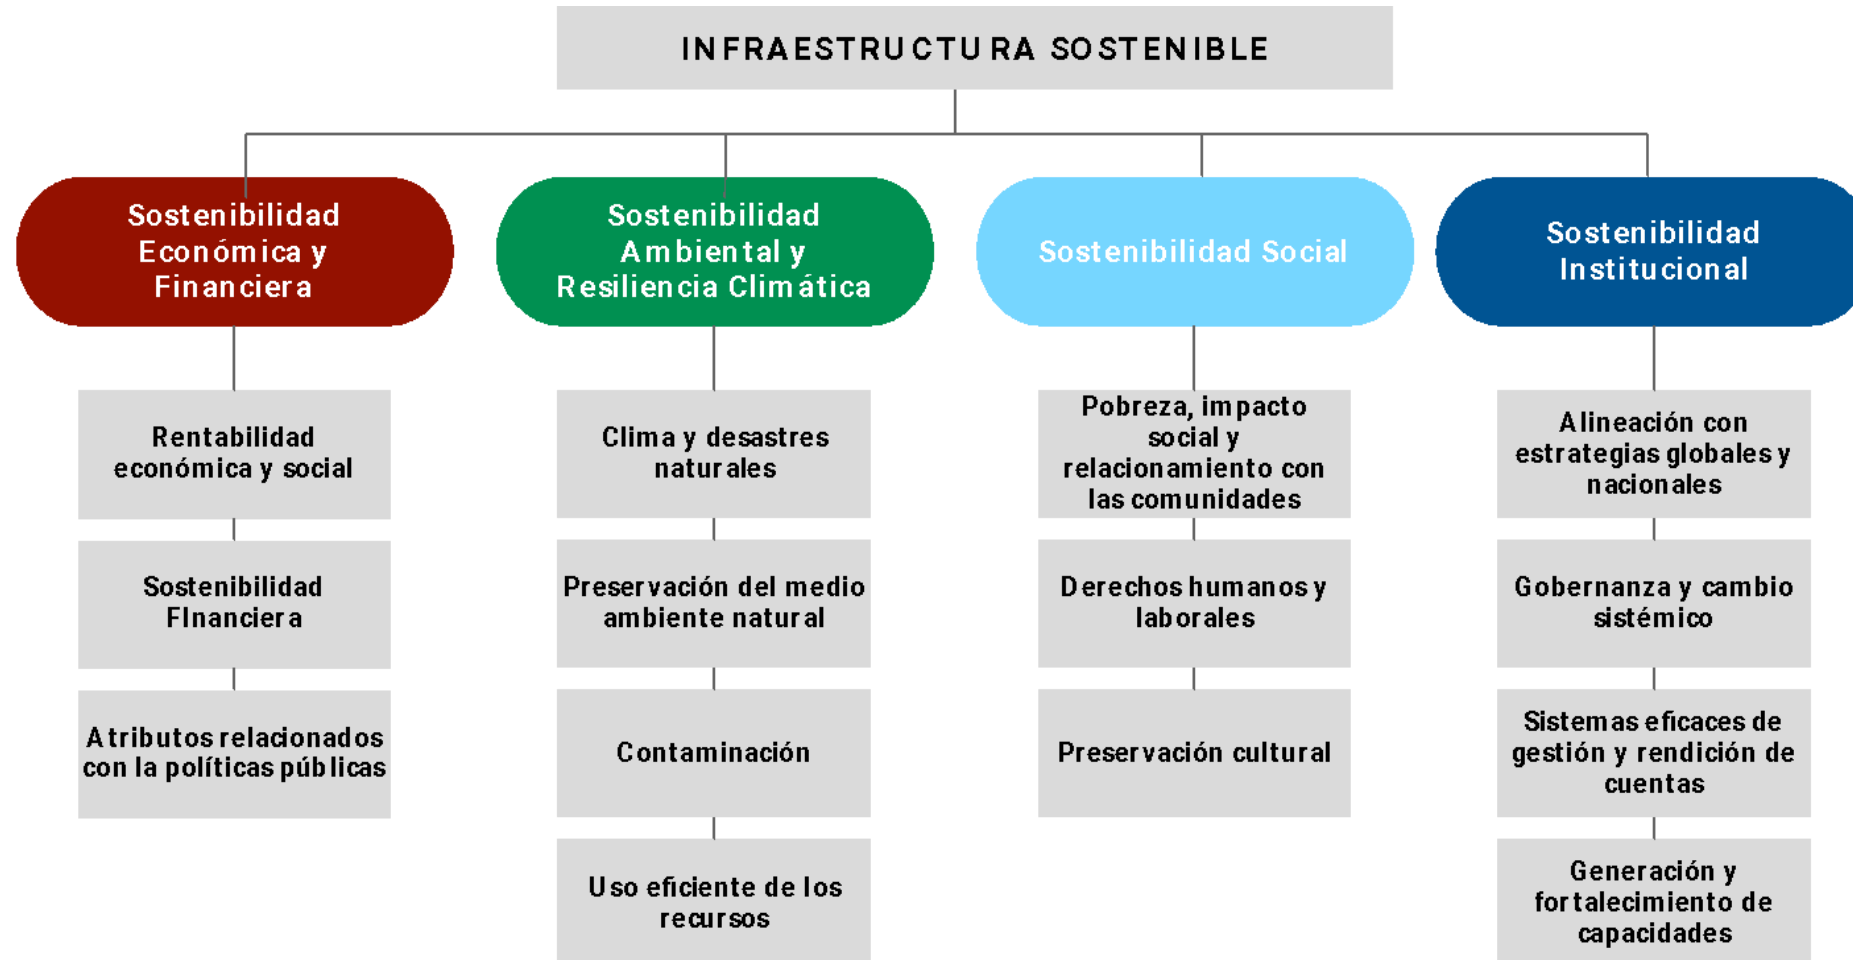 INFRAESTRUCTURA SOSTENIBLE
Sostenibilidad
Económica y
Financiera
Rentabilidad
económica y social
Sostenibilidad
FInanciera
Atributos relacionados
con la políticas públicas
Sostenibilidad
Ambiental y
Resiliencia Climática
Clima y desastres
naturales
Preservación del medio
ambiente natural
Contaminación
Uso eficiente de los
recursos
Sostenibilidad Social
Pobreza, impacto
social y
relacionamiento con
las comunidades
Derechos humanos y
laborales
Preservación cultural
Sostenibilidad
Institucional
Alineación con
estrategias globales y
nacionales
Gobernanza y cambio
sistémico
Sistemas eficaces de
gestión y rendición de
cuentas
Generación y
fortalecimiento de
capacidades